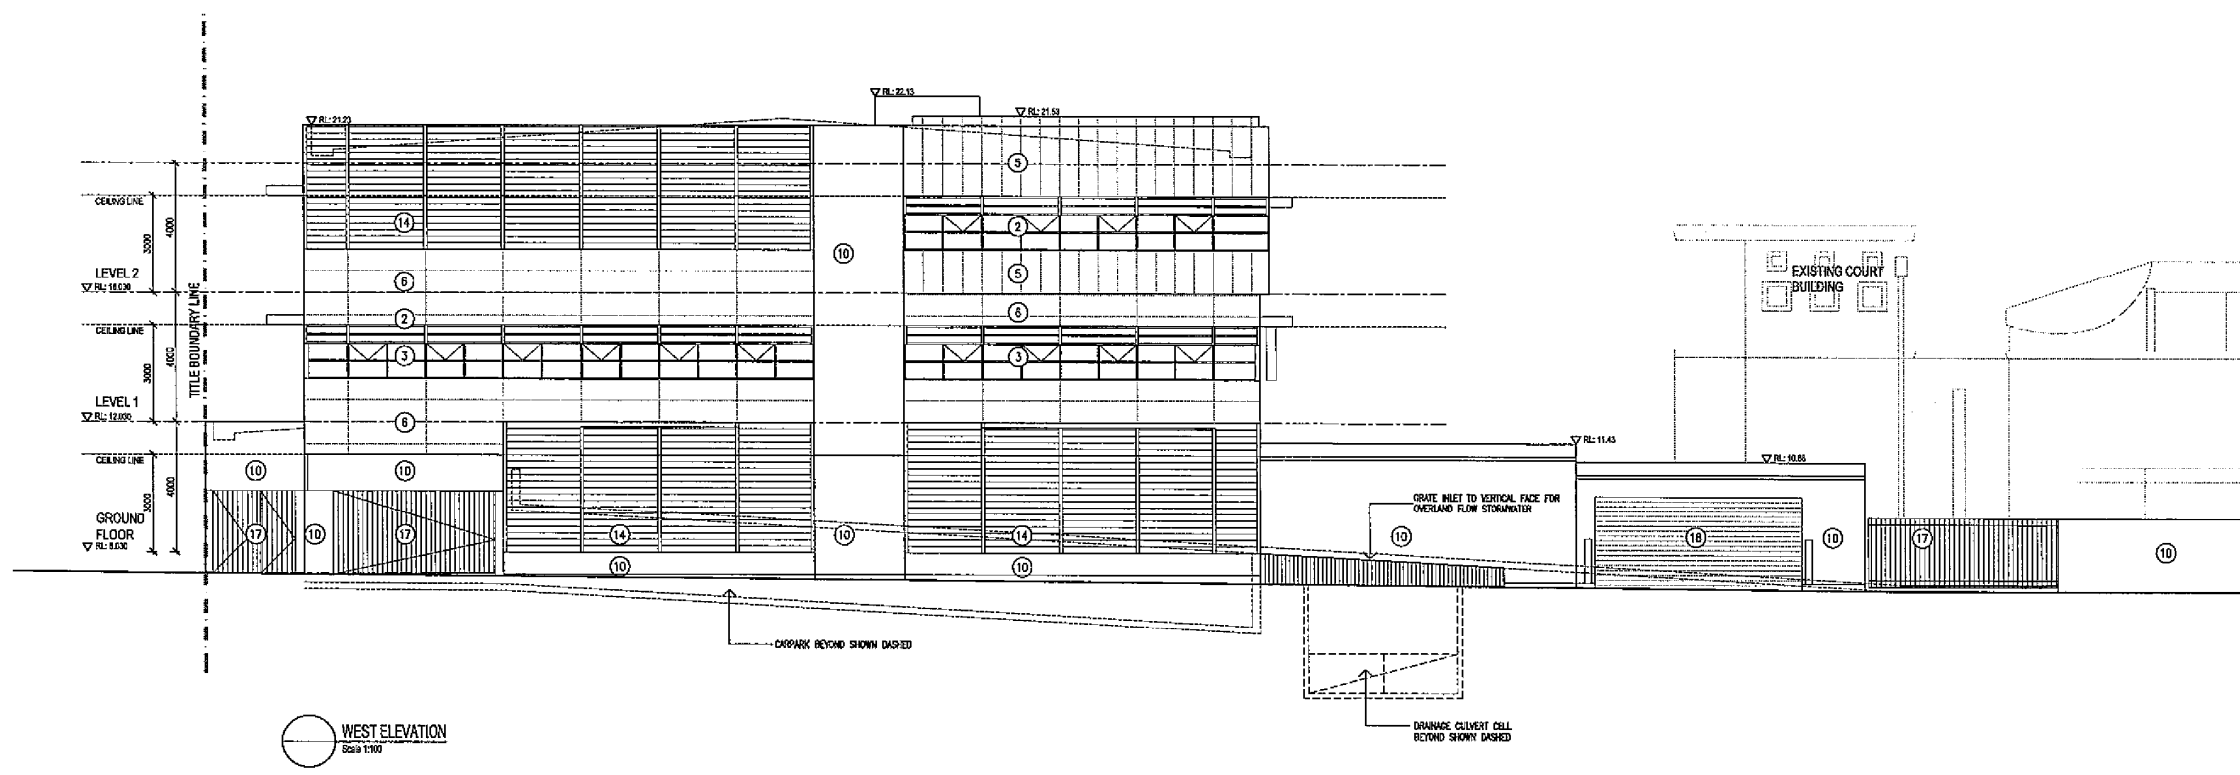 RL: 22.13
RL: 21.53
RL: 21.23
5
CEILING LINE
14
2
4000
3000
10
LEVEL 2
RL: 16.030
6
5
EXISTING COURT
BUILDING
TITLE BOUNDARY LINE
2
6
CEILING LINE
3
3
4000
3000
LEVEL 1
RL: 12.030
6
RL: 11.43
CEILING LINE
10
10
RL: 10.68
4000
3000
GRATE INLET TO VERTICAL FACE FOR
OVERLAND FLOW STORMWATER
GROUND
FLOOR
RL: 8.030
17
10
17
14
10
14
10
18
10
17
10
10
10
CARPARK BEYOND SHOWN DASHED
DRAINAGE CULVERT CELL
BEYOND SHOWN DASHED
WEST ELEVATION
Scale 1:100